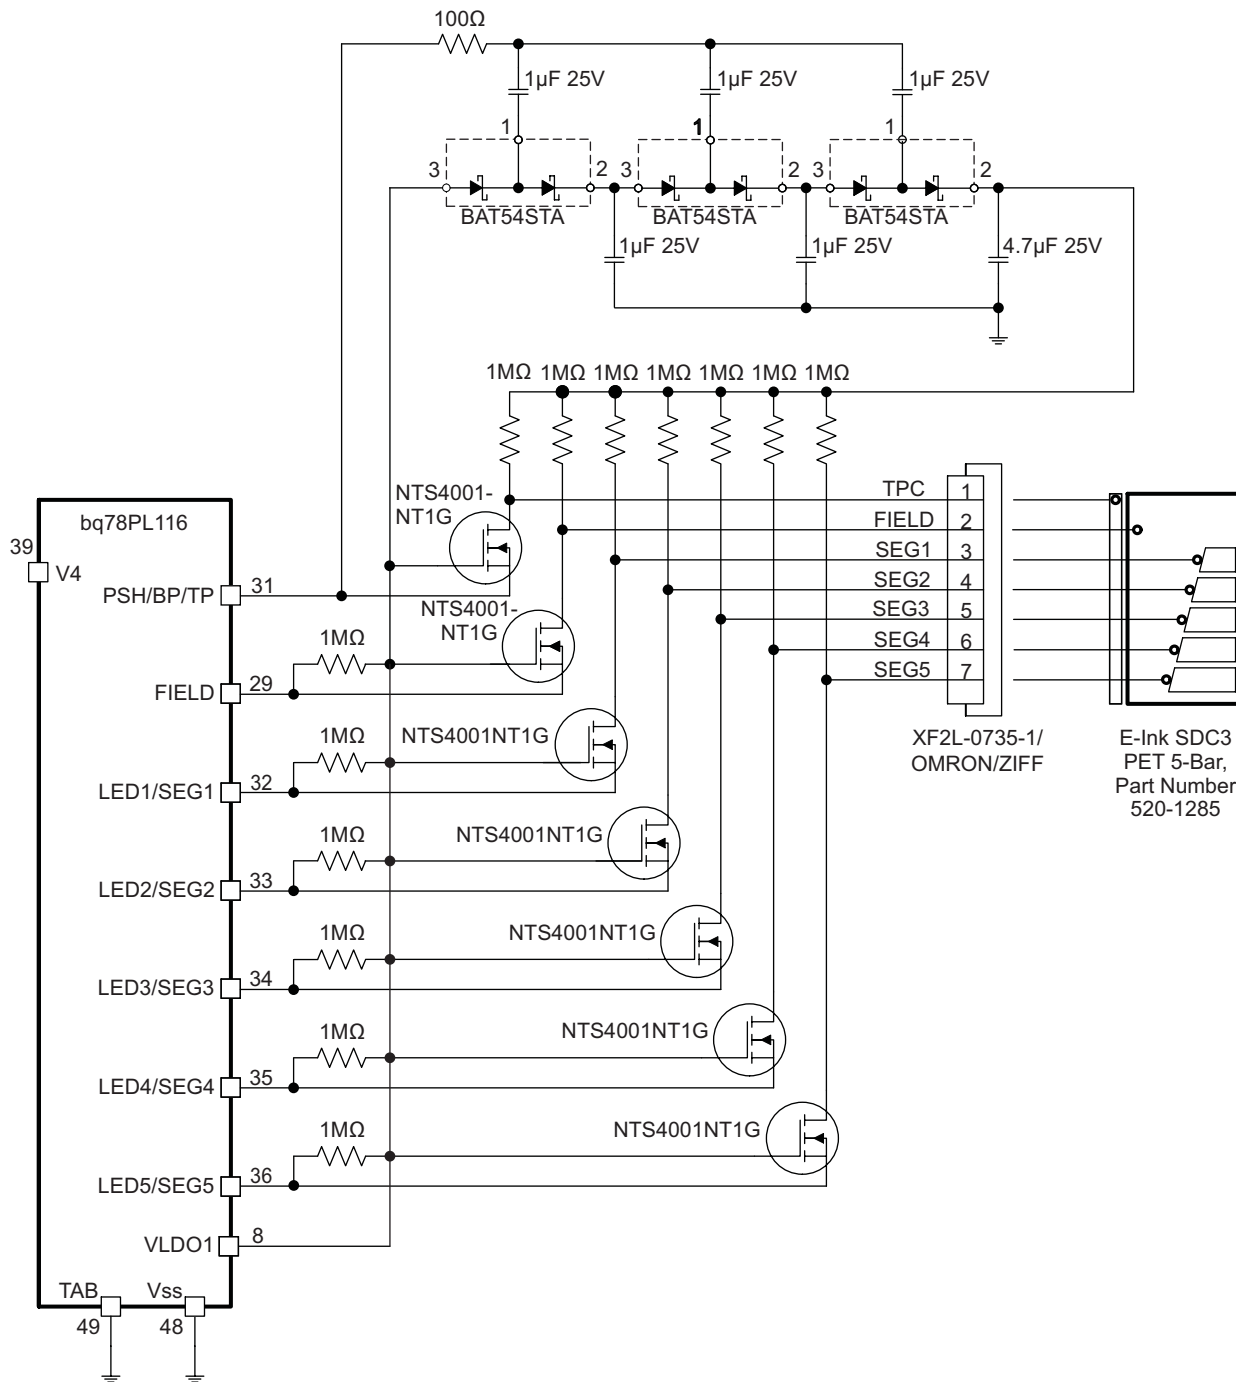 100Ω
1µF 25V
1µF 25V
1µF 25V
1
1
1
3
2
3
2
3
2
BAT54STA
BAT54STA
BAT54STA
1µF 25V
1µF 25V
4.7µF 25V
1MΩ
1MΩ
1MΩ
1MΩ
1MΩ
1MΩ
1MΩ
NTS4001-
NT1G
TPC
1
bq78PL116
FIELD
2
39
V4
SEG1
3
SEG2
4
PSH/BP/TP
31
NTS4001-
NT1G
SEG3
5
SEG4
6
1MΩ
SEG5
7
FIELD
29
1MΩ
NTS4001NT1G
XF2L-0735-1/
OMRON/ZIFF
E-Ink SDC3
PET 5-Bar,
Part Number
520-1285
LED1/SEG1
32
1MΩ
NTS4001NT1G
LED2/SEG2
33
1MΩ
NTS4001NT1G
LED3/SEG3
34
1MΩ
NTS4001NT1G
LED4/SEG4
35
1MΩ
NTS4001NT1G
LED5/SEG5
36
VLDO1
8
TAB
Vss
49
48